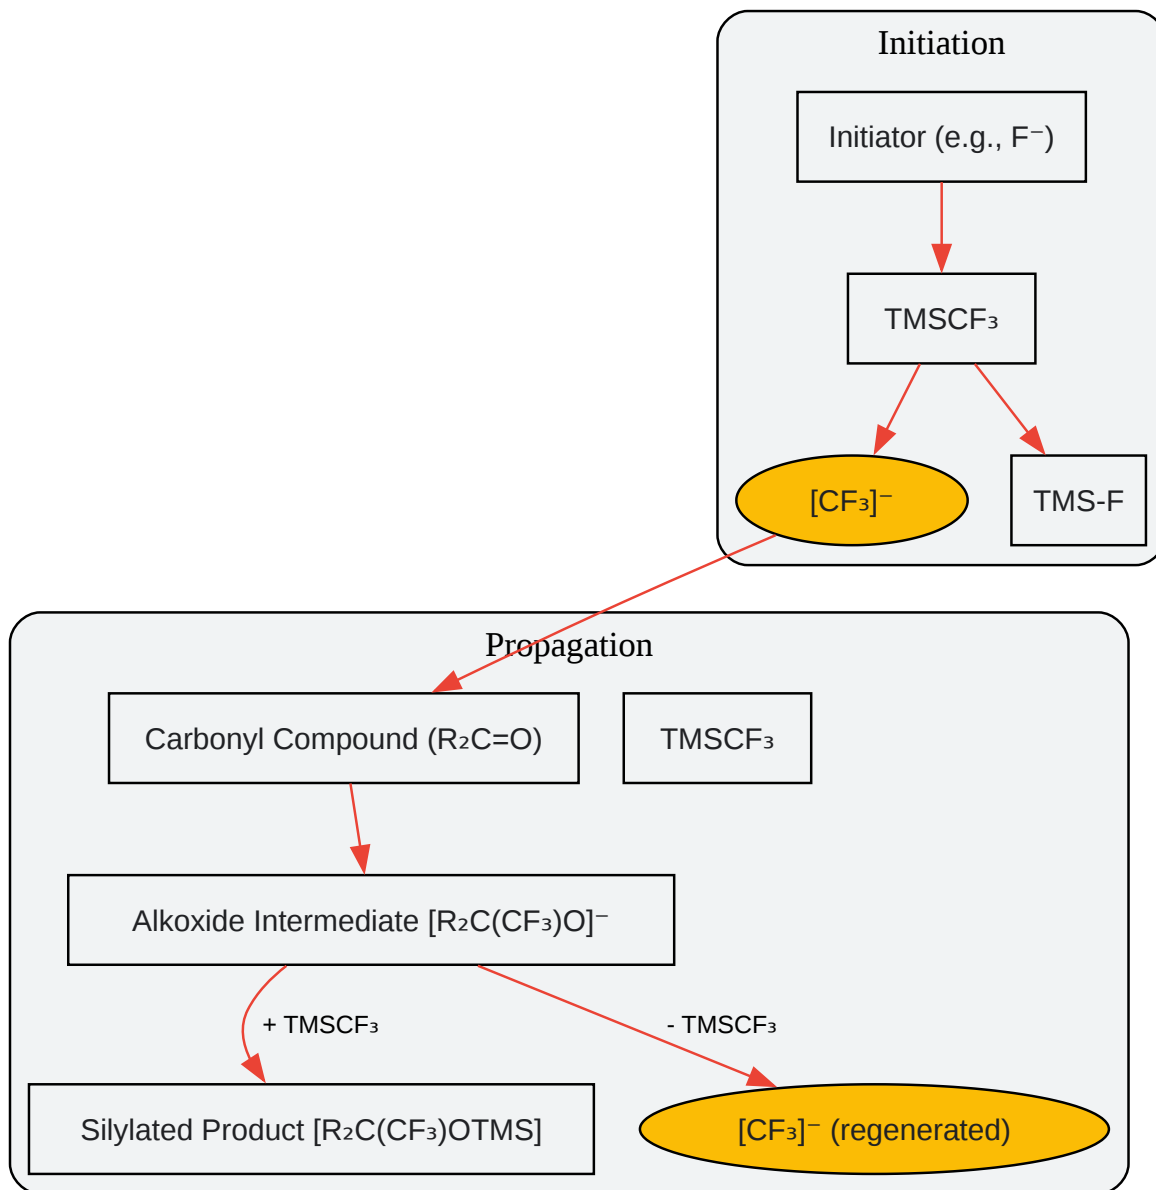 Initiation
Initiator (e.g., F⁻)
TMSCF₃
[CF₃]⁻
TMS-F
Propagation
Carbonyl Compound (R₂C=O)
TMSCF₃
Alkoxide Intermediate [R₂C(CF₃)O]⁻
+ TMSCF₃
- TMSCF₃
Silylated Product [R₂C(CF₃)OTMS]
[CF₃]⁻ (regenerated)